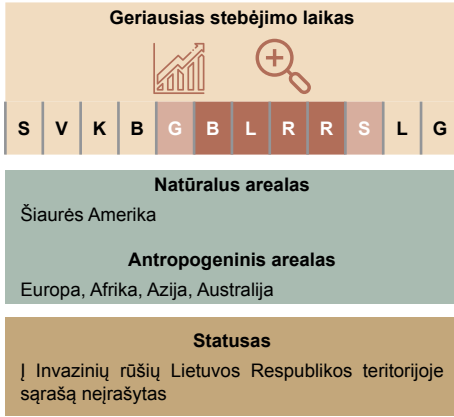 Geriausias stebėjimo laikas
S V K B G B L R R S L G
Natūralus arealas
Šiaurės Amerika
Antropogeninis arealas
Europa, Afrika, Azija, Australija
Statusas
Į Invazinių rūšių Lietuvos Respublikos teritorijoje
sąrašą neįrašytas